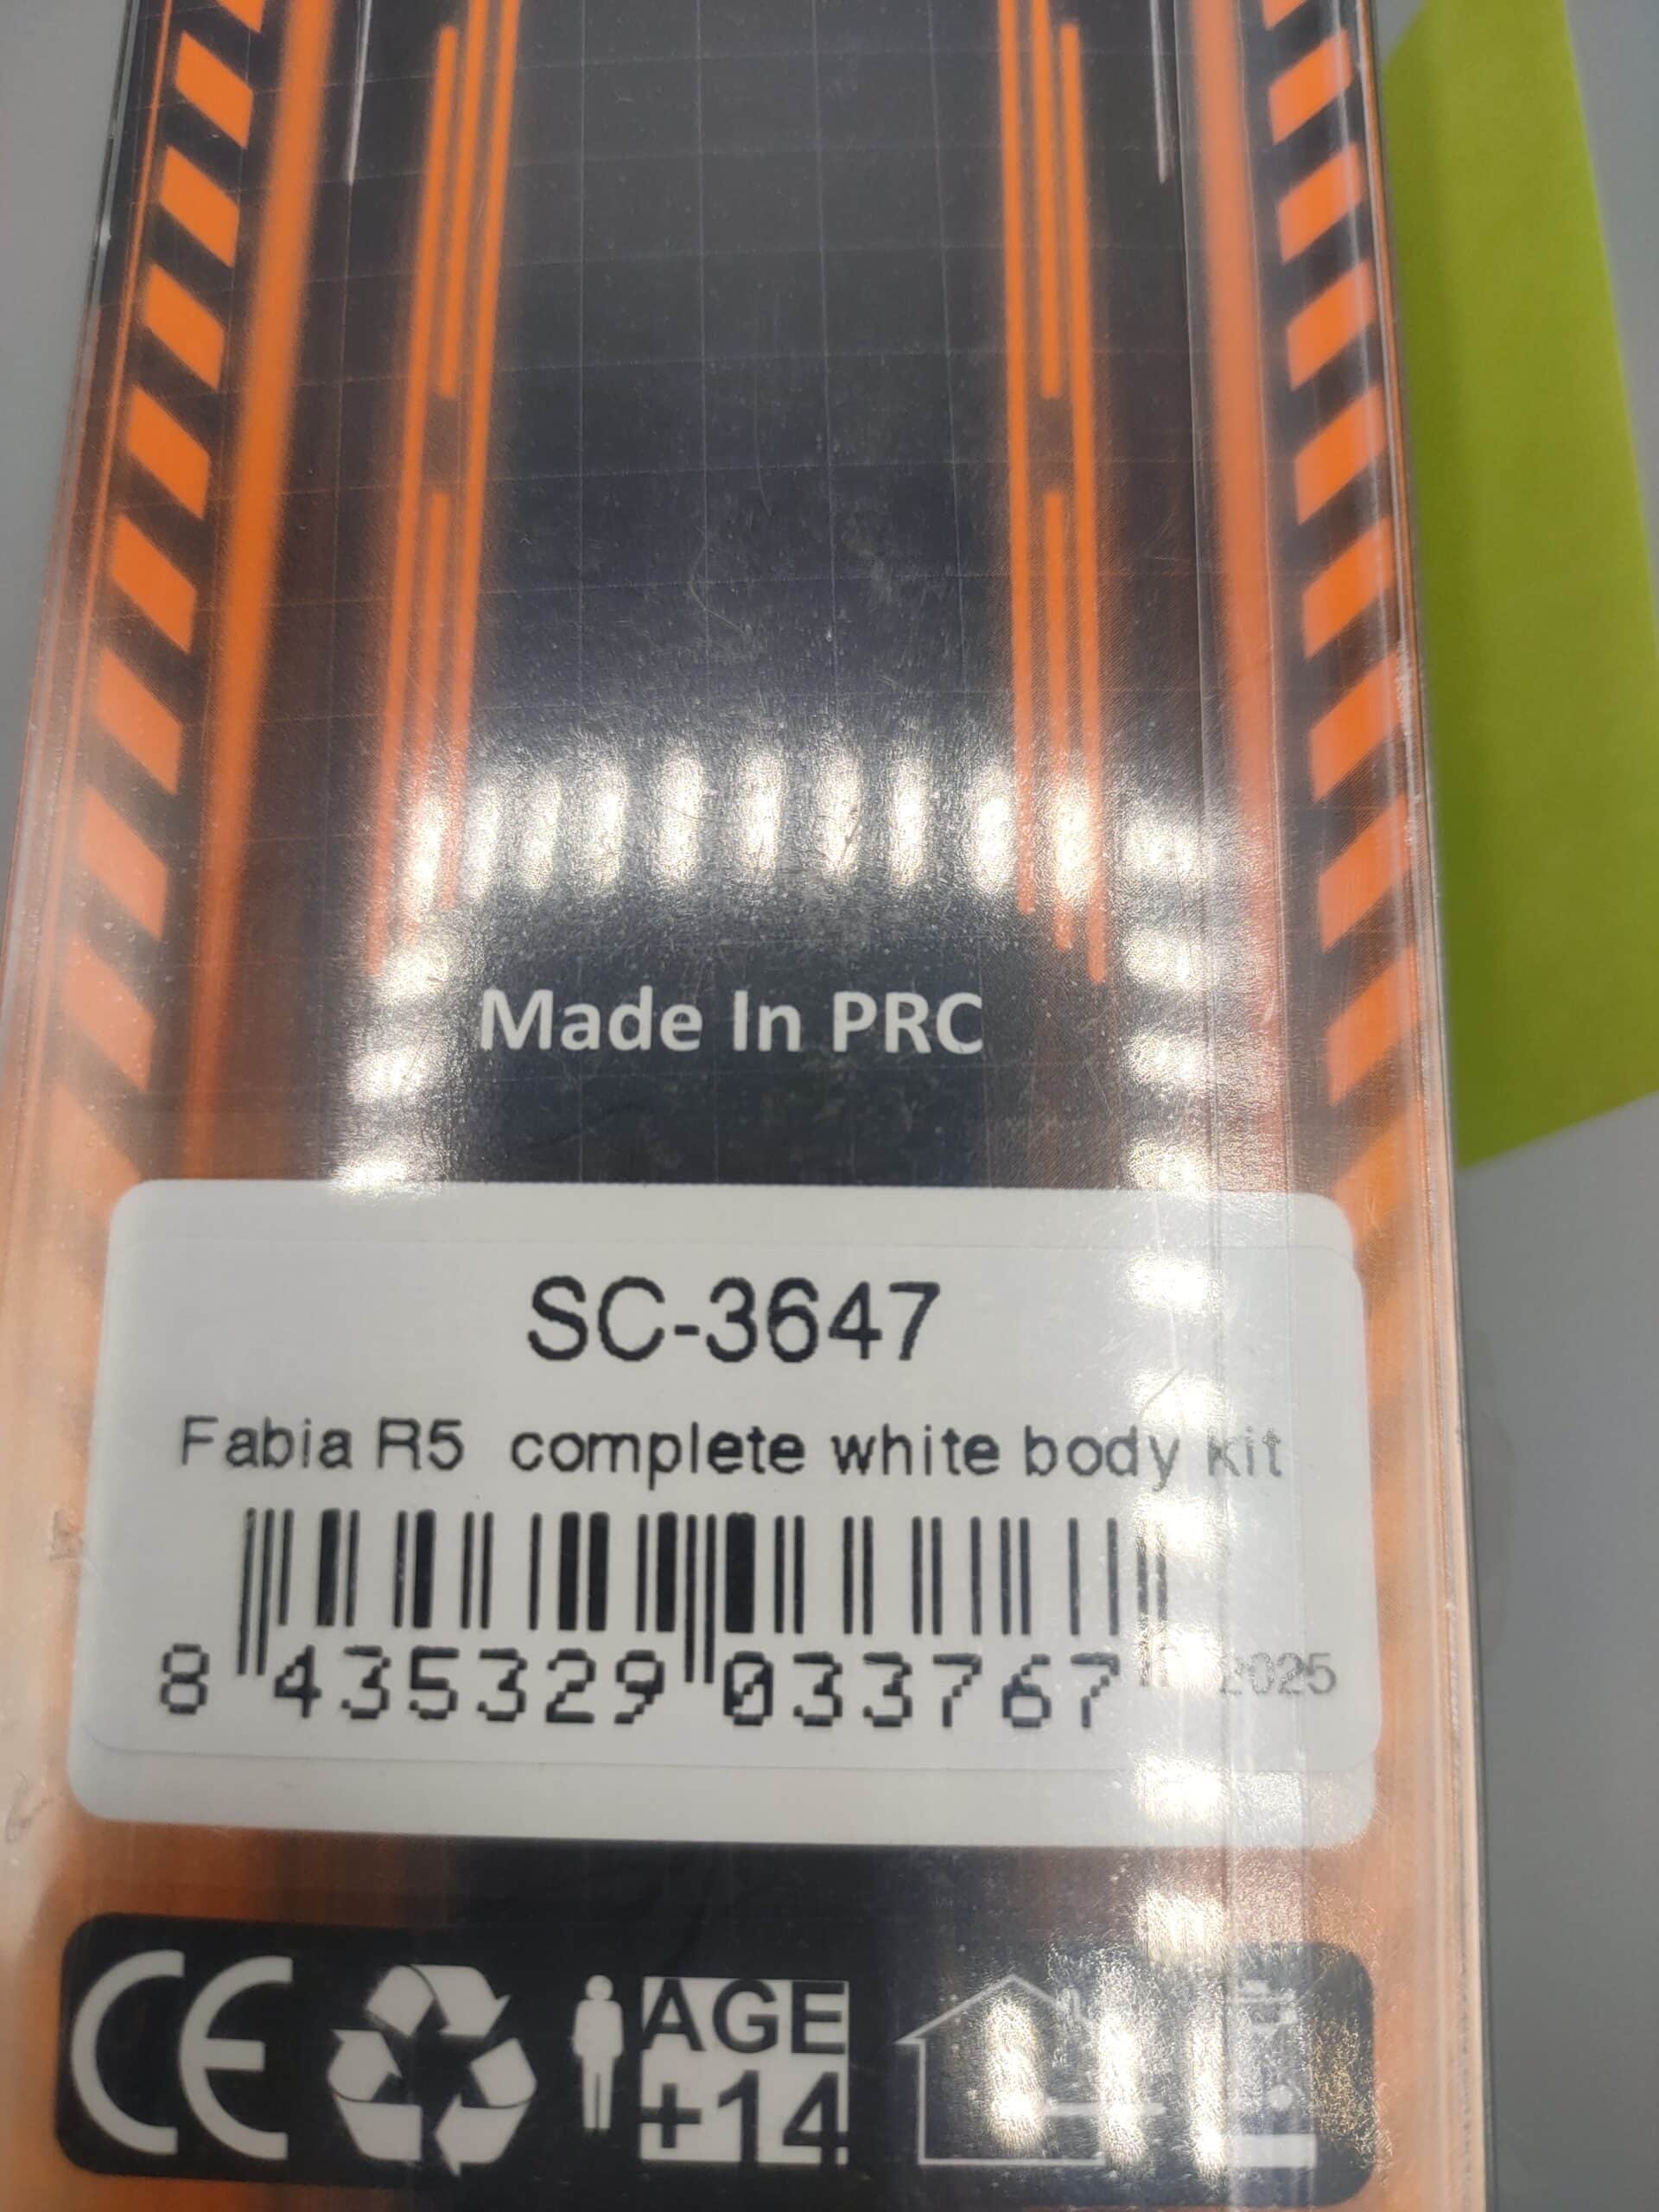 Made In PRC
SC-3647
Fabia R5 complete white body kit
8 435329 033767 2025
CE
AGE
+14